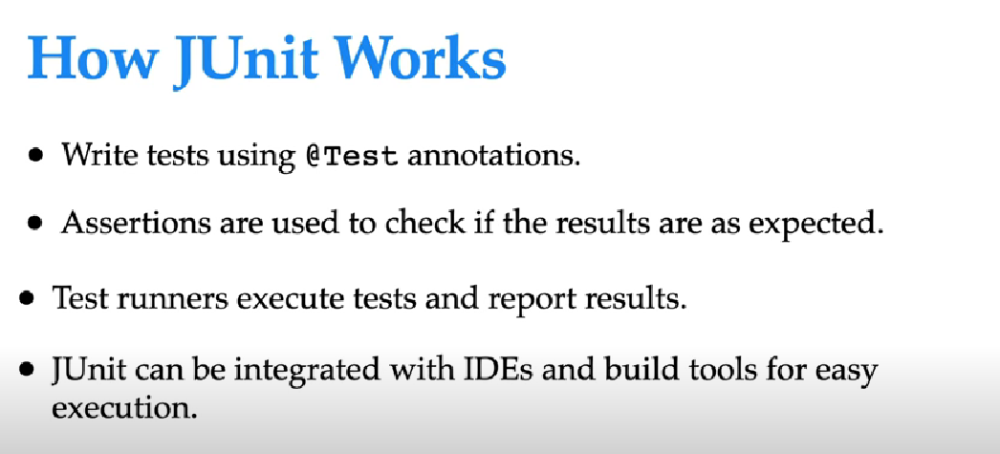 How JUnit Works
• Write tests using @Test annotations.
• Assertions are used to check if the results are as expected.
• Test runners execute tests and report results.
• JUnit can be integrated with IDEs and build tools for easy
execution.